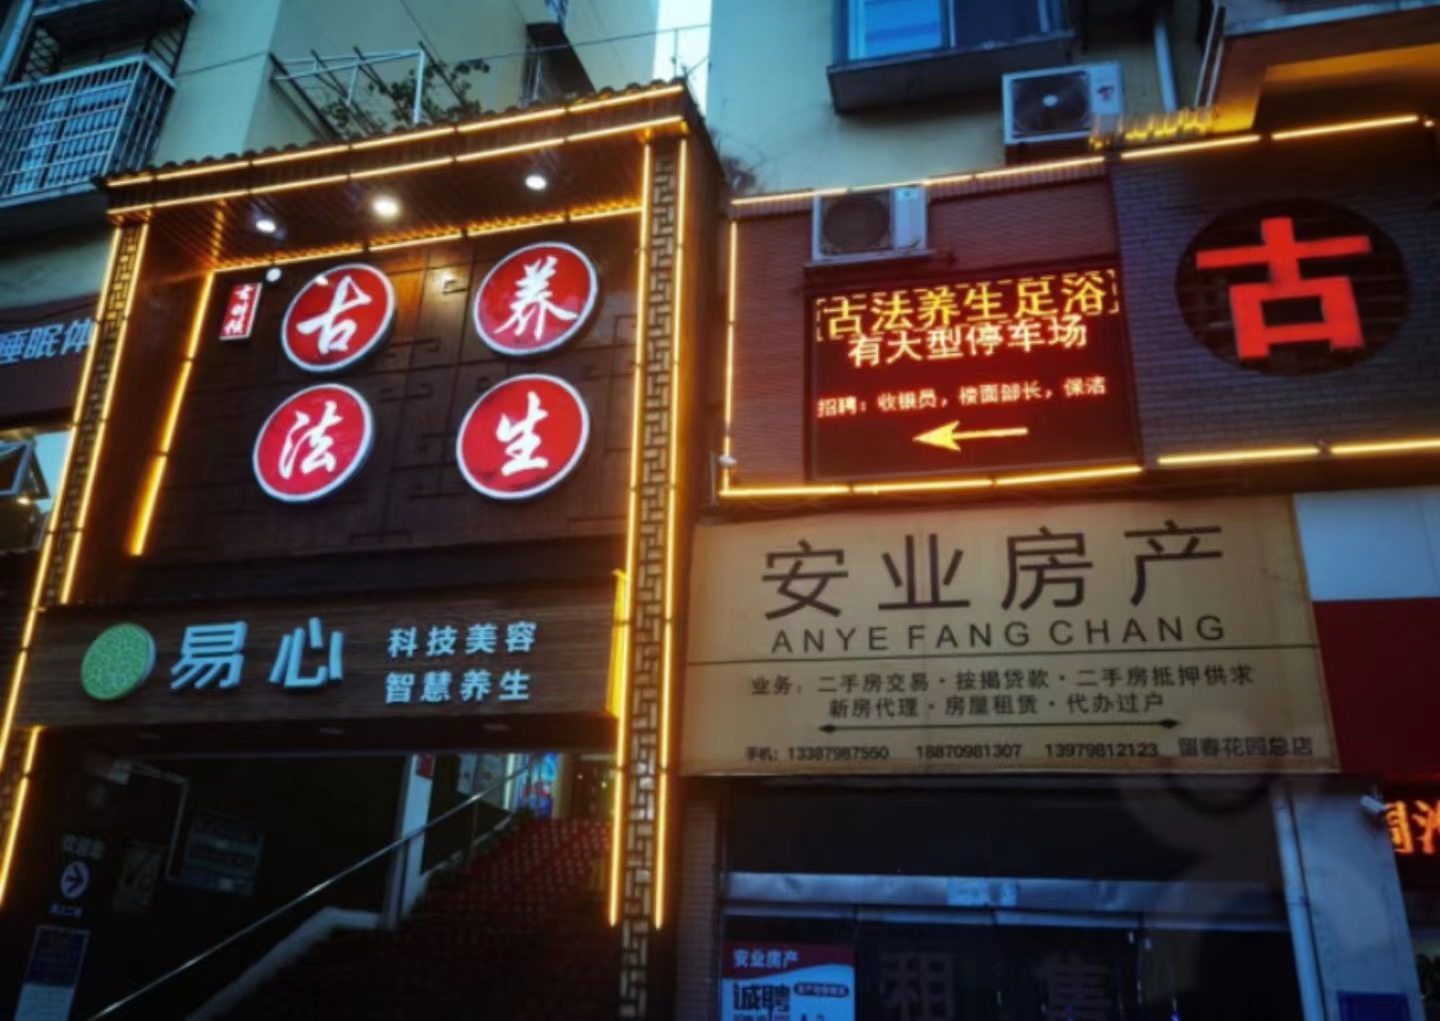 睡眠体
古 养
法 生
易心
科技美容
智慧养生
古法养生足浴
有大型停车场
招聘：收银员，楼面部长，保洁
古
安业房产
ANYE FANG CHANG
业务：二手房交易·按揭贷款·二手房抵押供求
新房代理·房屋租赁·代办过户
手机：13387987550 18870981307 13979812123 留春花园总店
安业房产
诚聘
租 售